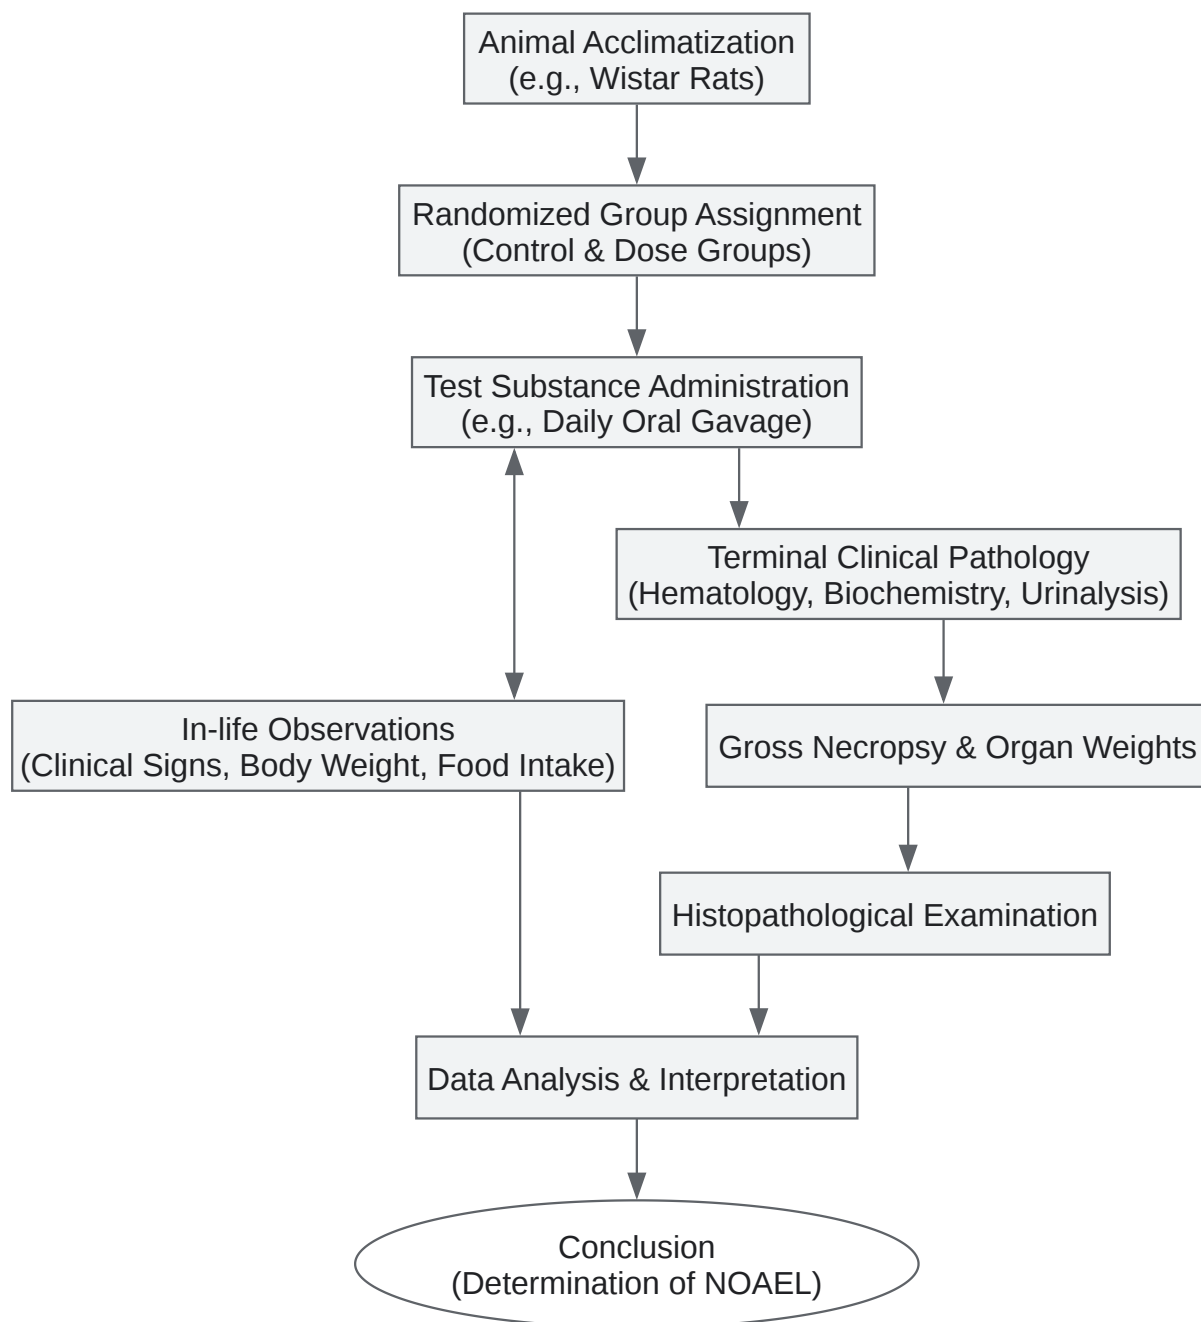 Animal Acclimatization
(e.g., Wistar Rats)
Randomized Group Assignment
(Control & Dose Groups)
Test Substance Administration
(e.g., Daily Oral Gavage)
Terminal Clinical Pathology
(Hematology, Biochemistry, Urinalysis)
In-life Observations
(Clinical Signs, Body Weight, Food Intake)
Gross Necropsy & Organ Weights
Histopathological Examination
Data Analysis & Interpretation
Conclusion
(Determination of NOAEL)